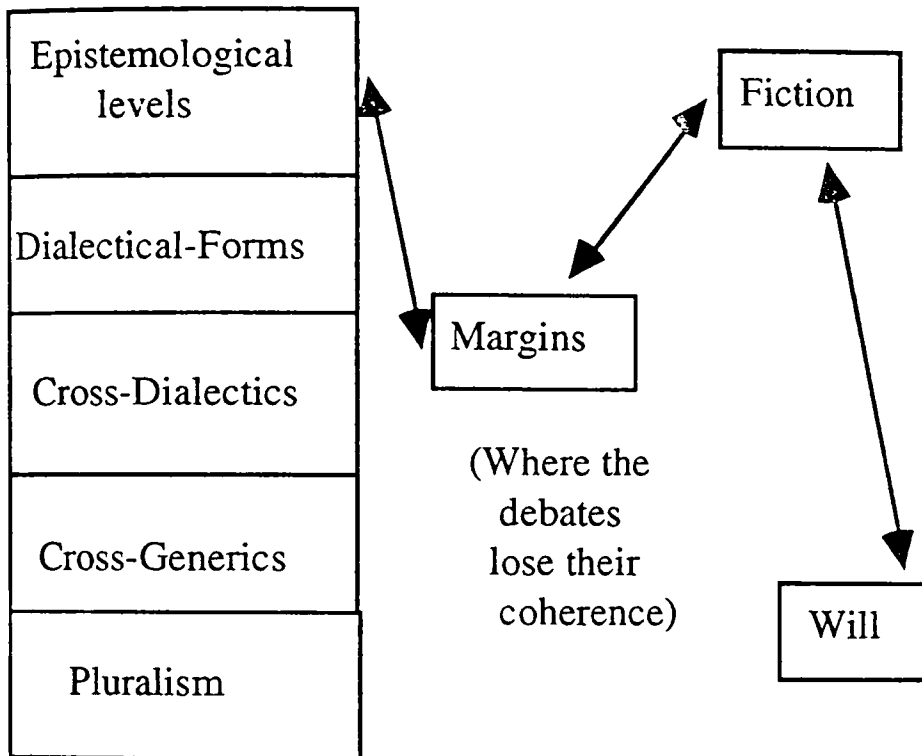 Epistemological
levels
Dialectical-Forms
Cross-Dialectics
Cross-Generics
Pluralism
Margins
(Where the
debates
lose their
coherence)
Fiction
Will